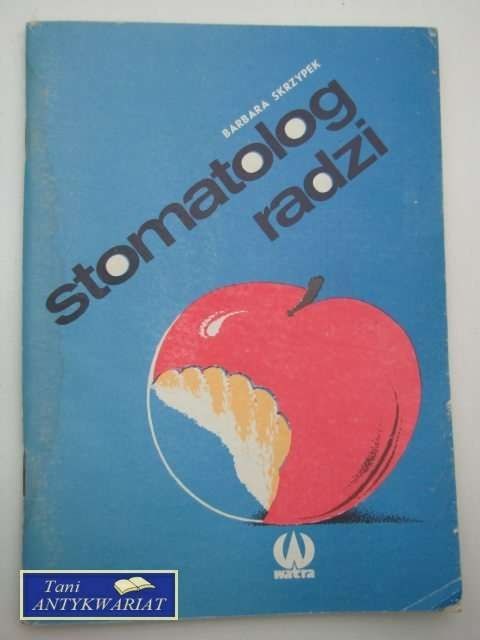 BARBARA SKRZYPEK
stomatolog
radzi
watra
Tani
ANTYKWARIAT